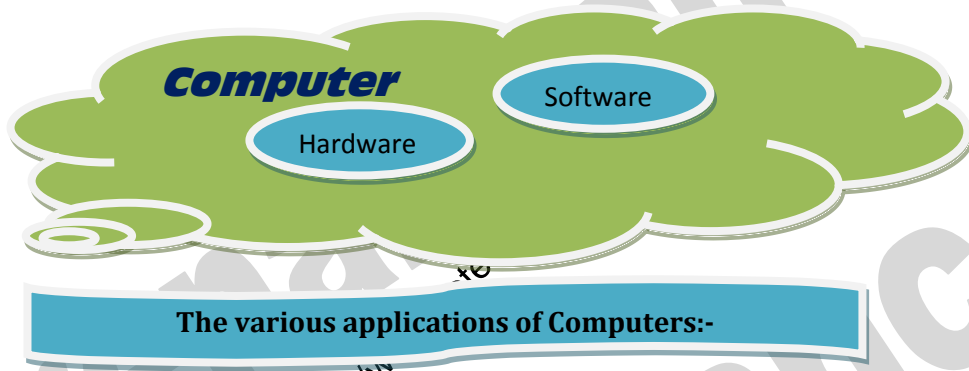 Computer
Software
Hardware
The various applications of Computers:-